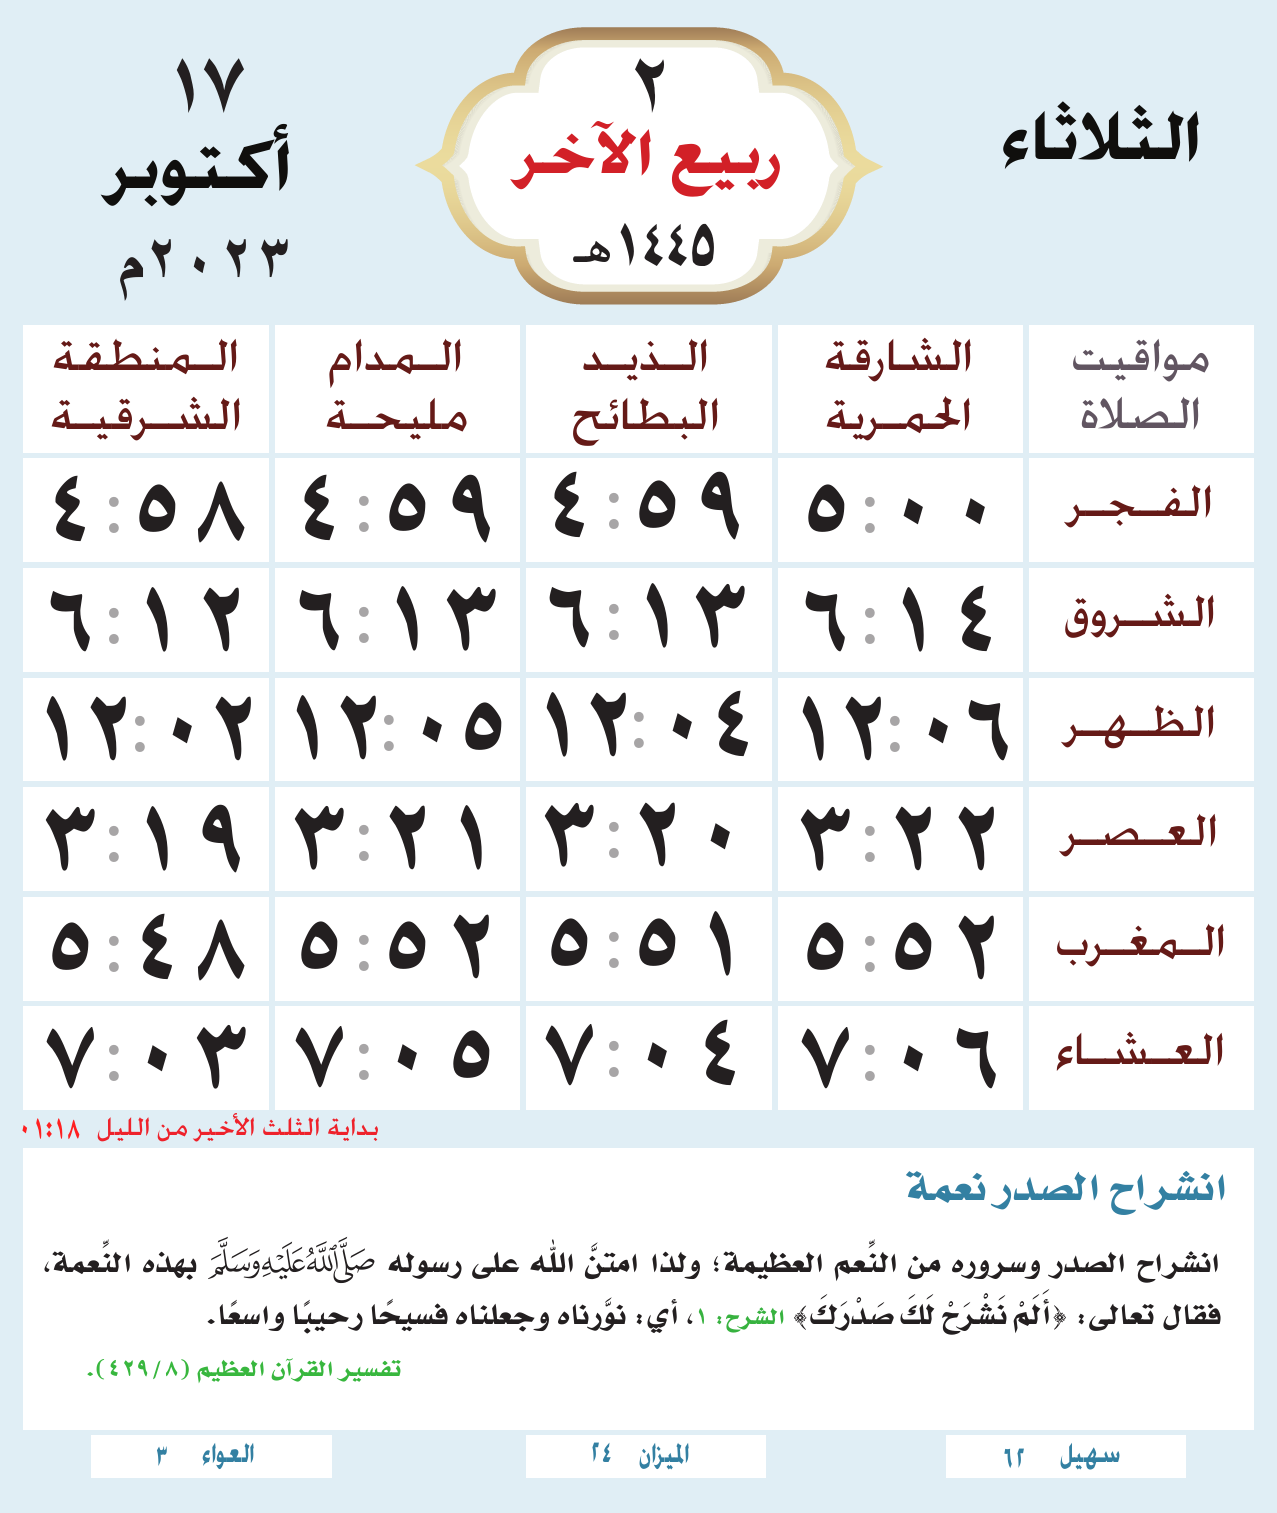 الثلاثاء
٢
ربيع الآخر
١٤٤٥هـ
١٧
أكتوبر
٢٠٢٣م
مواقيت الصلاة
الشارقة الحمرية
الذيد البطائح
المدام مليحة
المنطقة الشرقية
الفجر ٥:٠٠ ٤:٥٩ ٤:٥٩ ٤:٥٨
الشروق ٦:١٤ ٦:١٣ ٦:١٣ ٦:١٢
الظهر ١٢:٠٦ ١٢:٠٤ ١٢:٠٥ ١٢:٠٢
العصر ٣:٢٢ ٣:٢٠ ٣:٢١ ٣:١٩
المغرب ٥:٥٢ ٥:٥١ ٥:٥٢ ٥:٤٨
العشاء ٧:٠٦ ٧:٠٤ ٧:٠٥ ٧:٠٣
بداية الثلث الأخير من الليل ٠١:١٨
انشراح الصدر نعمة
انشراح الصدر وسروره من النِّعم العظيمة؛ ولذا امتنَّ الله على رسوله صَلَّى اللَّهُ عَلَيْهِ وَسَلَّمَ بهذه النِّعمة،
فقال تعالى: ﴿أَلَمْ نَشْرَحْ لَكَ صَدْرَكَ﴾ الشرح: ١، أي: نوَّرناه وجعلناه فسيحًا رحيبًا واسعًا.
تفسير القرآن العظيم (٤٢٩/٨).
سهيل ٦٢
الميزان ٢٤
العواء ٣